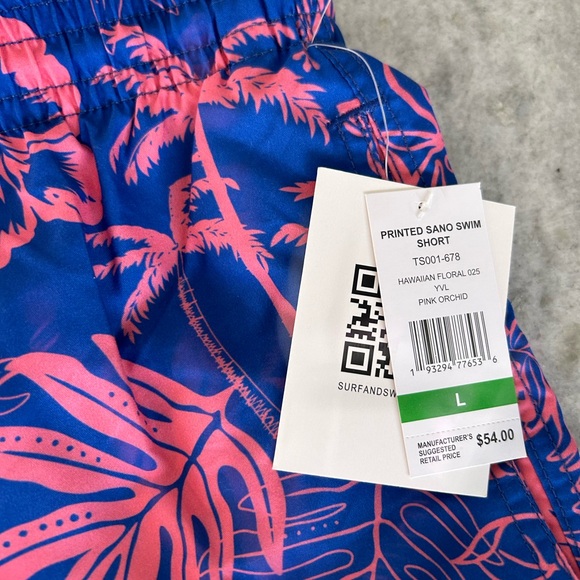 PRINTED SANO SWIM
SHORT
TS001-678
HAWAIIAN FLORAL 025
YVL
PINK ORCHID
1 93294 77653 6
L
MANUFACTURER'S
SUGGESTED
RETAIL PRICE
$54.00
SURFANDSW